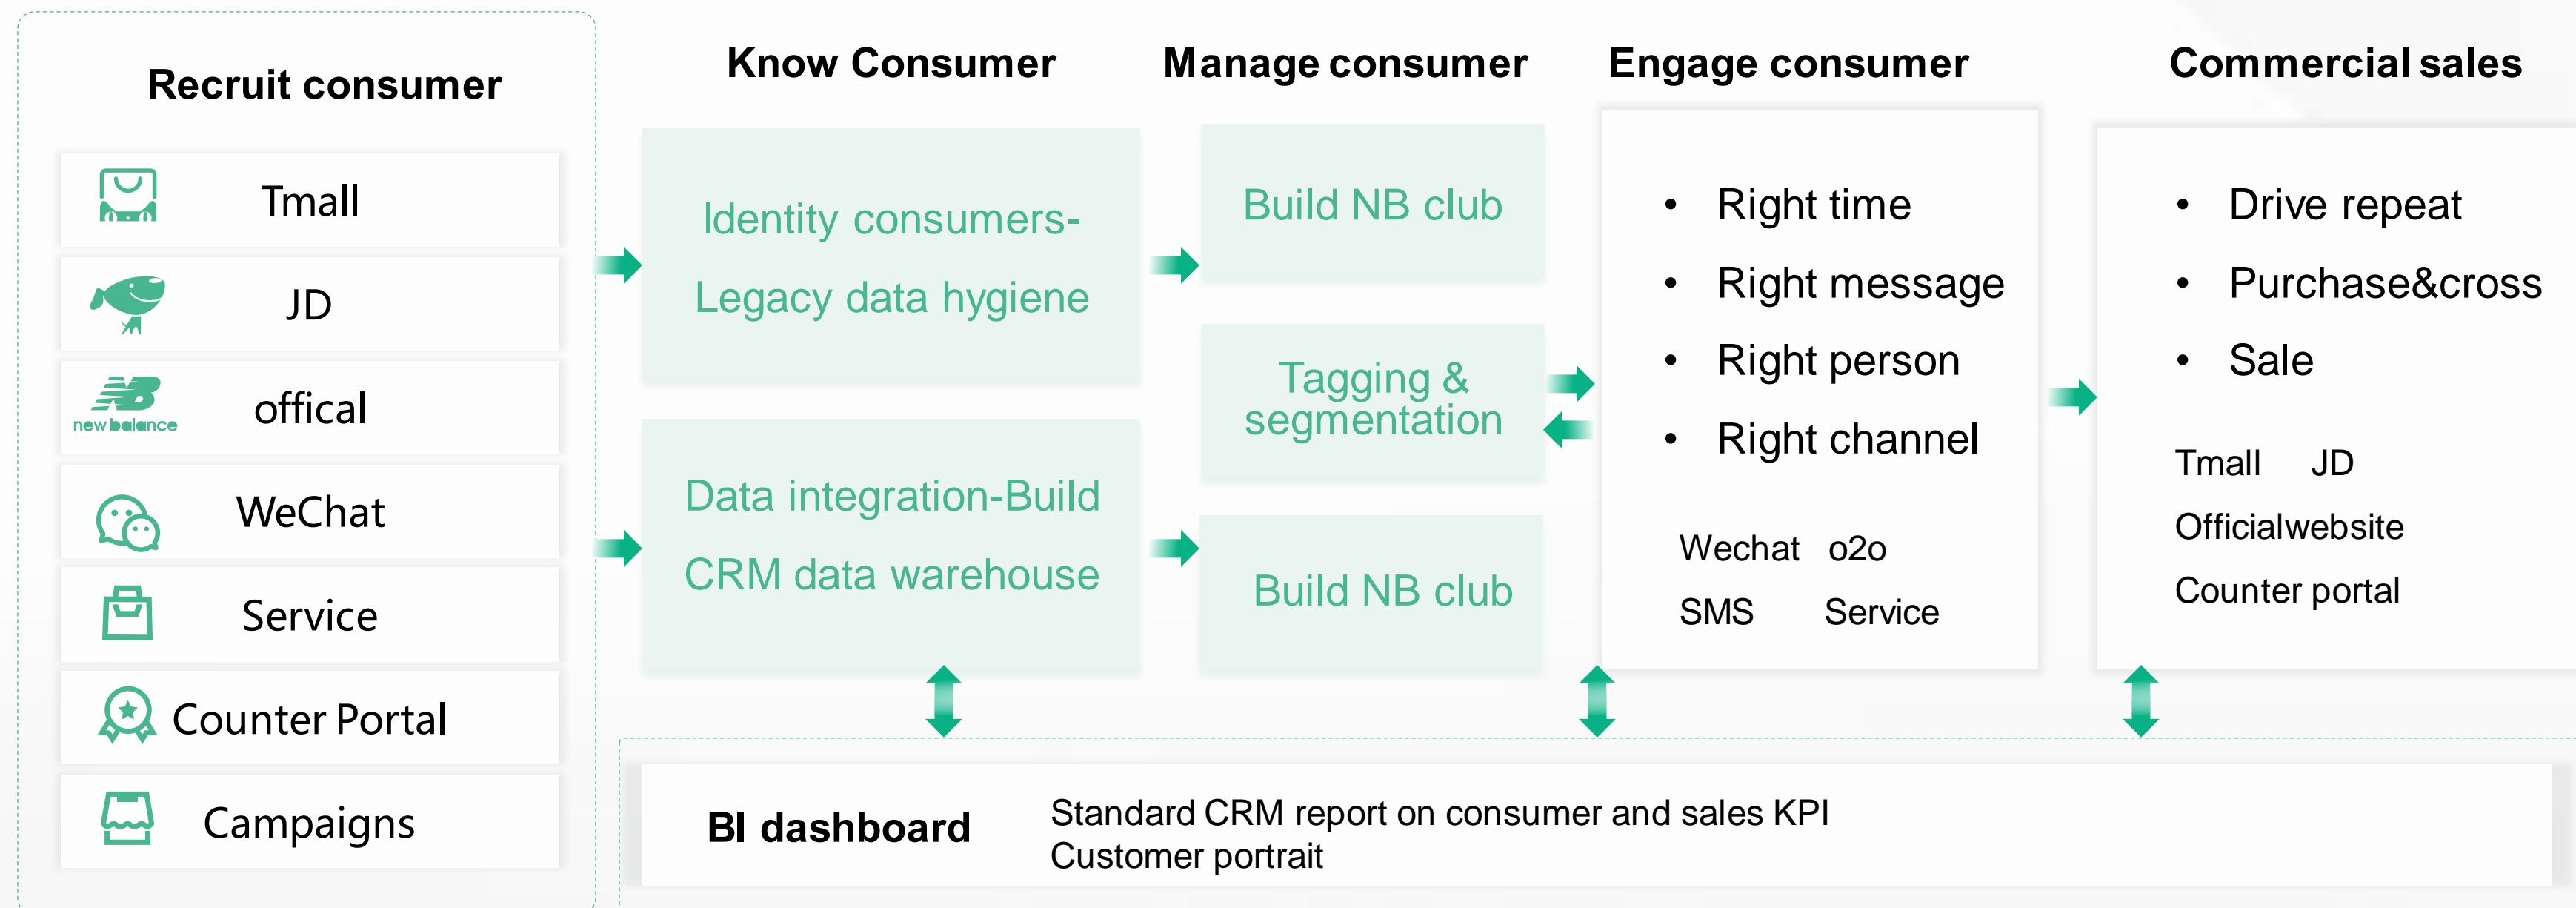 Recruit consumer
Tmall
JD
new balance
offical
WeChat
Service
Counter Portal
Campaigns
Know Consumer
Identity consumers-
Legacy data hygiene
Data integration-Build
CRM data warehouse
Manage consumer
Build NB club
Tagging &
segmentation
Build NB club
Engage consumer
• Right time
• Right message
• Right person
• Right channel
Wechat o2o
SMS Service
Commercial sales
• Drive repeat
• Purchase&cross
• Sale
Tmall JD
Officialwebsite
Counter portal
BI dashboard
Standard CRM report on consumer and sales KPI
Customer portrait